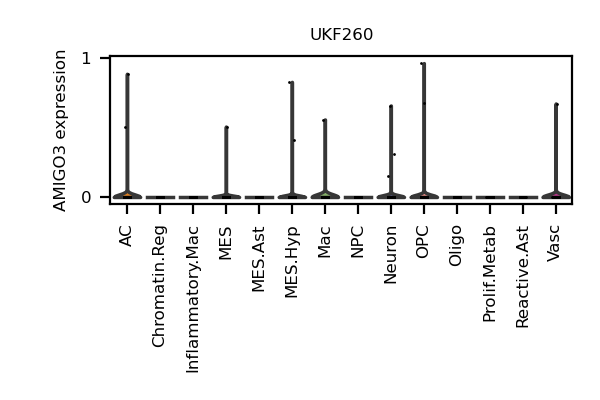 UKF260
AMIGO3 expression
1
0
AC
Chromatin.Reg
Inflammatory.Mac
MES
MES.Ast
MES.Hyp
Mac
NPC
Neuron
OPC
Oligo
Prolif.Metab
Reactive.Ast
Vasc